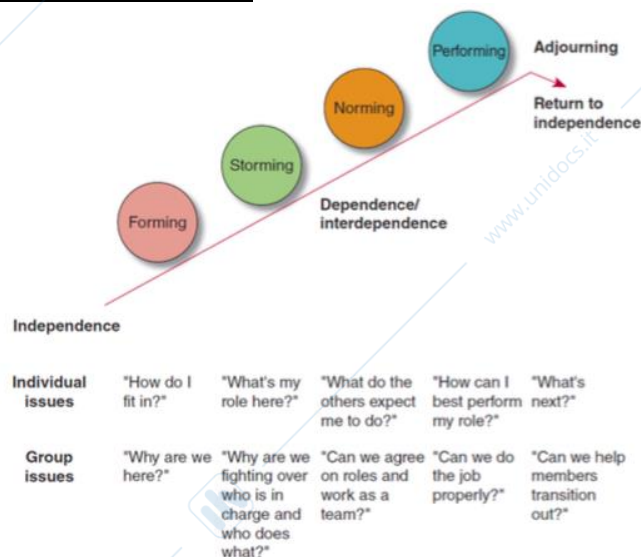 Performing
Adjourning
Norming
Return to
independence
Storming
Dependence/
interdependence
Forming
Independence
Individual
issues
"How do I
fit in?"
"What's my
role here?"
"What do the
others expect
me to do?"
"How can I
best perform
my role?"
"What's
next?"
Group
issues
"Why are we
here?"
"Why are we
fighting over
who is in
charge and
who does
what?"
"Can we agree
on roles and
work as a
team?"
"Can we do
the job
properly?"
"Can we help
members
transition
out?"
www.unidocs.it